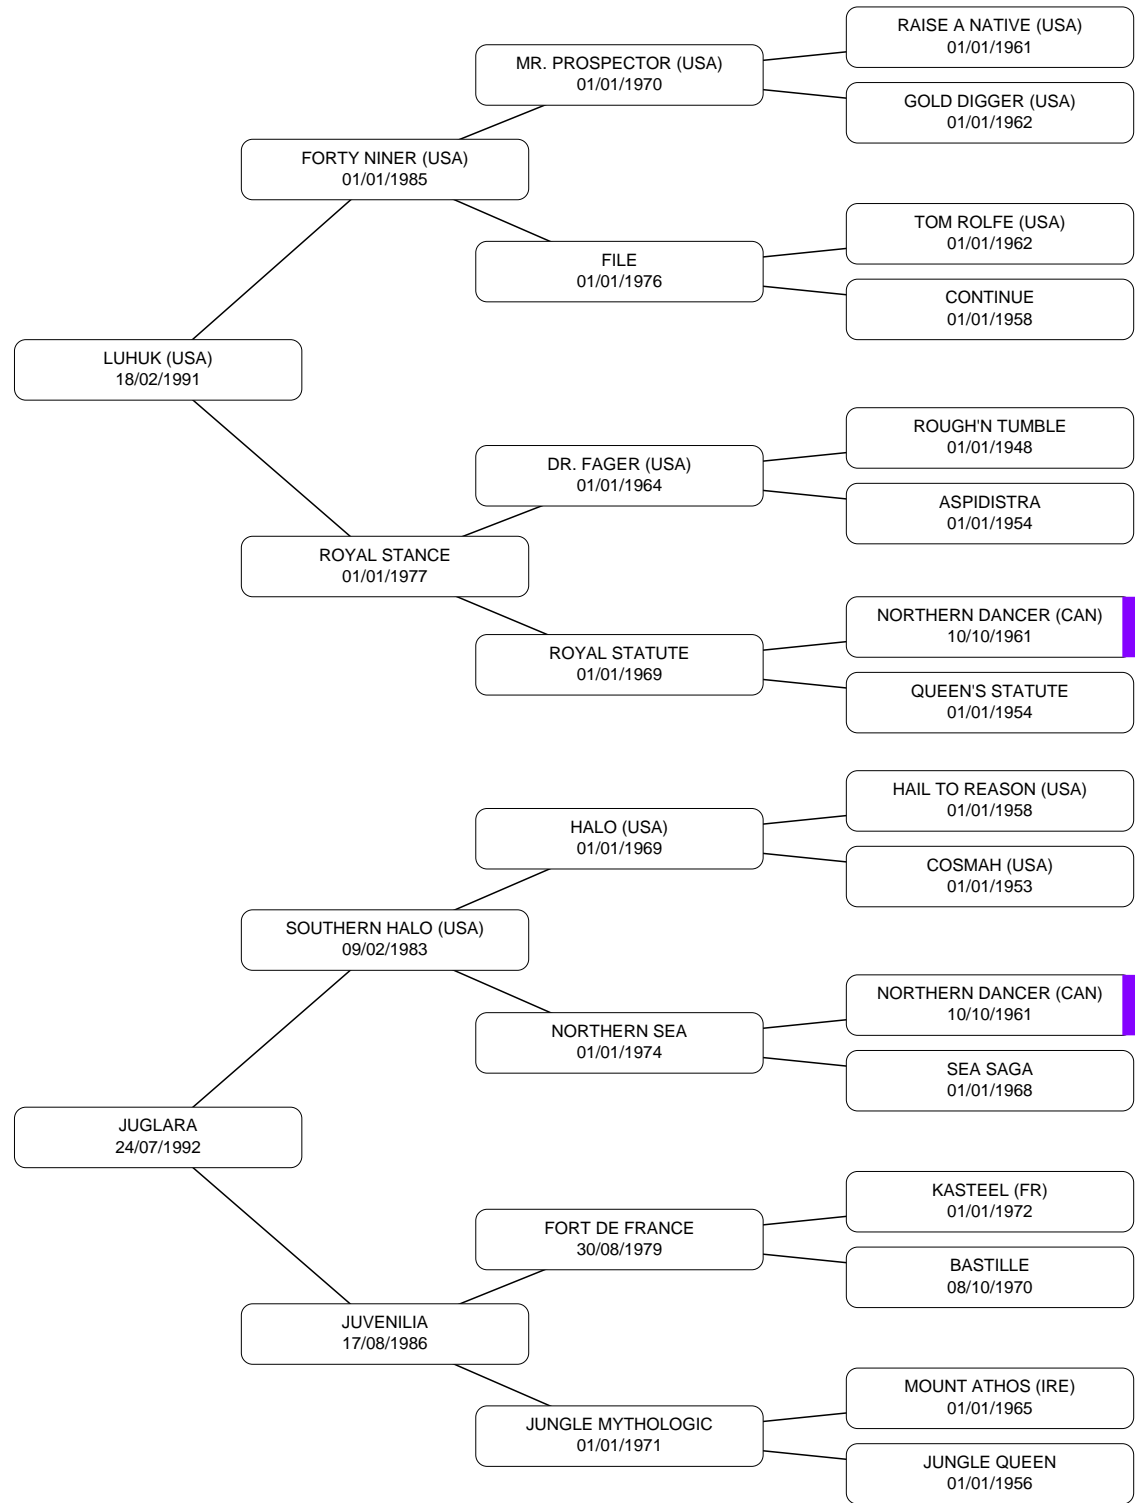 RAISE A NATIVE (USA)
01/01/1961
MR. PROSPECTOR (USA)
01/01/1970
GOLD DIGGER (USA)
01/01/1962
FORTY NINER (USA)
01/01/1985
TOM ROLFE (USA)
01/01/1962
FILE
01/01/1976
CONTINUE
01/01/1958
LUHUK (USA)
18/02/1991
ROUGH'N TUMBLE
01/01/1948
DR. FAGER (USA)
01/01/1964
ASPIDISTRA
01/01/1954
ROYAL STANCE
01/01/1977
NORTHERN DANCER (CAN)
10/10/1961
ROYAL STATUTE
01/01/1969
QUEEN'S STATUTE
01/01/1954
HAIL TO REASON (USA)
01/01/1958
HALO (USA)
01/01/1969
COSMAH (USA)
01/01/1953
SOUTHERN HALO (USA)
09/02/1983
NORTHERN DANCER (CAN)
10/10/1961
NORTHERN SEA
01/01/1974
SEA SAGA
01/01/1968
JUGLARA
24/07/1992
KASTEEL (FR)
01/01/1972
FORT DE FRANCE
30/08/1979
BASTILLE
08/10/1970
JUVENILIA
17/08/1986
MOUNT ATHOS (IRE)
01/01/1965
JUNGLE MYTHOLOGIC
01/01/1971
JUNGLE QUEEN
01/01/1956